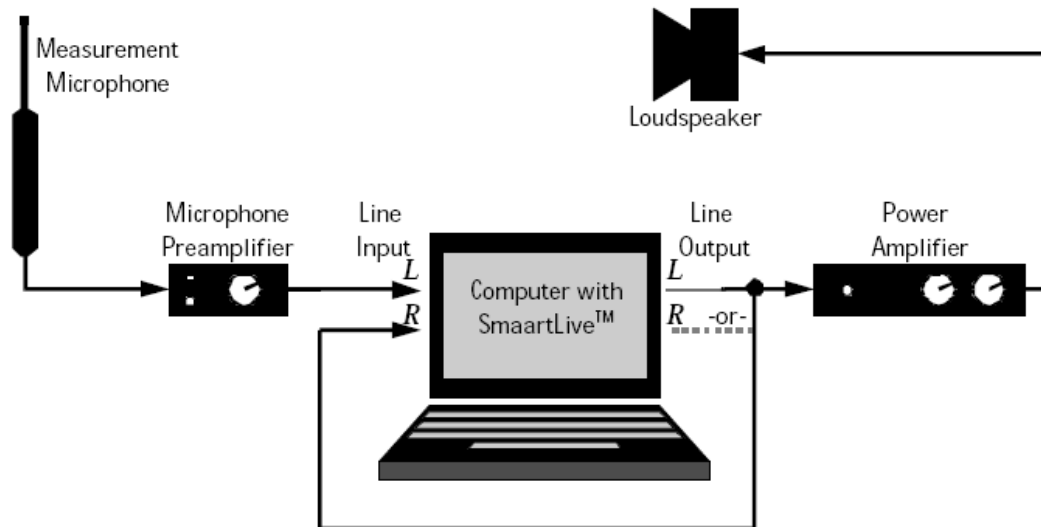 Measurement
Microphone
Loudspeaker
Microphone
Preamplifier
Line
Input
L
R
Computer with
SmaartLive™
Line
Output
L
R -or-
Power
Amplifier